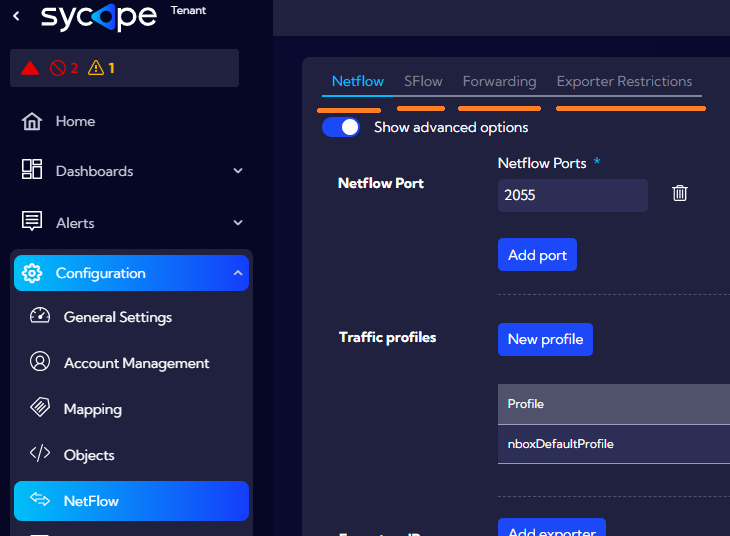 sycope Tenant
2 1
Home
Dashboards
Alerts
Configuration
General Settings
Account Management
Mapping
Objects
NetFlow
Netflow SFlow Forwarding Exporter Restrictions
Show advanced options
Netflow Ports *
Netflow Port
2055
Add port
Traffic profiles
New profile
Profile
nboxDefaultProfile
Add exporter